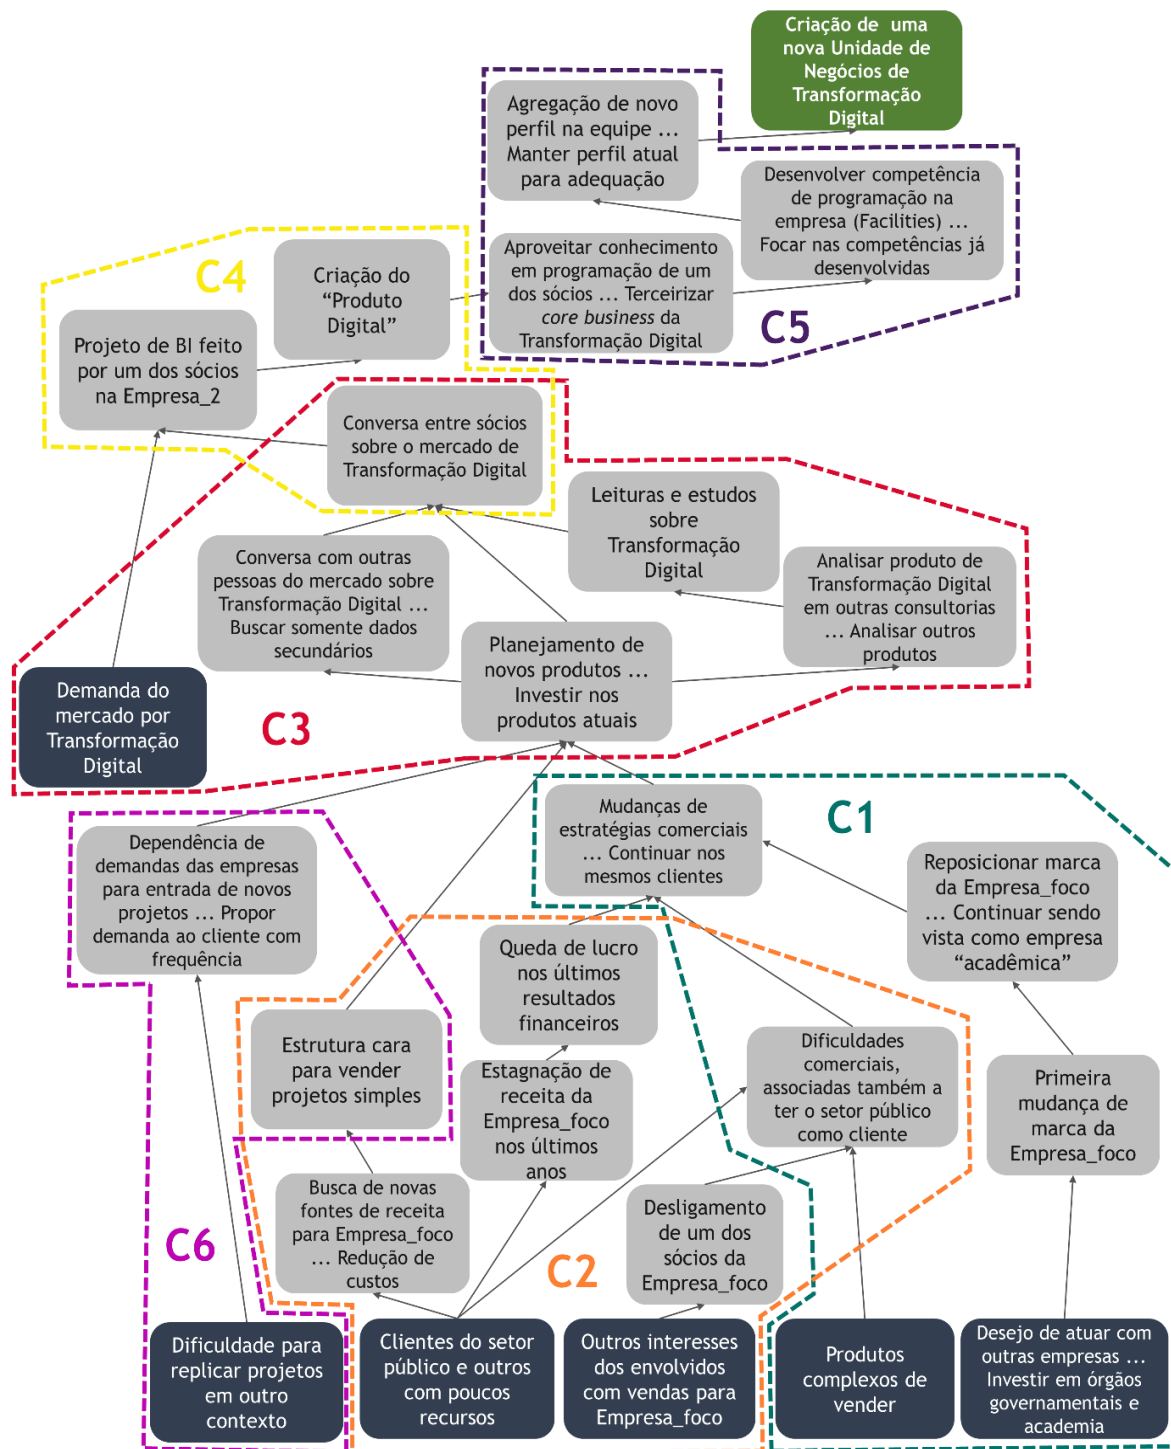 Criação de uma
nova Unidade de
Negócios de
Transformação
Digital
Agregação de novo
perfil na equipe ...
Manter perfil atual
para adequação
Desenvolver competência
de programação na
empresa (Facilities) ...
Focar nas competências já
desenvolvidas
Aproveitar conhecimento
em programação de um
dos sócios ... Terceirizar
core business da
Transformação Digital
C5
C4
Criação do
“Produto
Digital”
Projeto de BI feito
por um dos sócios
na Empresa_2
Conversa entre sócios
sobre o mercado de
Transformação Digital
Leituras e estudos
sobre
Transformação
Digital
Conversa com outras
pessoas do mercado sobre
Transformação Digital ...
Buscar somente dados
secundários
Analisar produto de
Transformação Digital
em outras consultorias
... Analisar outros
produtos
Planejamento de
novos produtos ...
Investir nos
produtos atuais
Demanda do
mercado por
Transformação
Digital
C3
Mudanças de
estratégias comerciais
... Continuar nos
mesmos clientes
C1
Dependência de
demandas das empresas
para entrada de novos
projetos ... Propor
demanda ao cliente com
frequência
Reposicionar marca
da Empresa_foco
... Continuar sendo
vista como empresa
“acadêmica”
Queda de lucro
nos últimos
resultados
financeiros
Estrutura cara
para vender
projetos simples
Estagnação de
receita da
Empresa_foco
nos últimos
anos
Dificuldades
comerciais,
associadas também a
ter o setor público
como cliente
Primeira
mudança de
marca da
Empresa_foco
Busca de novas
fontes de receita
para Empresa_foco
... Redução de
custos
Desligamento
de um dos
sócios da
Empresa_foco
C6
C2
Dificuldade para
replicar projetos
em outro
contexto
Clientes do setor
público e outros
com poucos
recursos
Outros interesses
dos envolvidos
com vendas para
Empresa_foco
Produtos
complexos de
vender
Desejo de atuar com
outras empresas ...
Investir em órgãos
governamentais e
academia